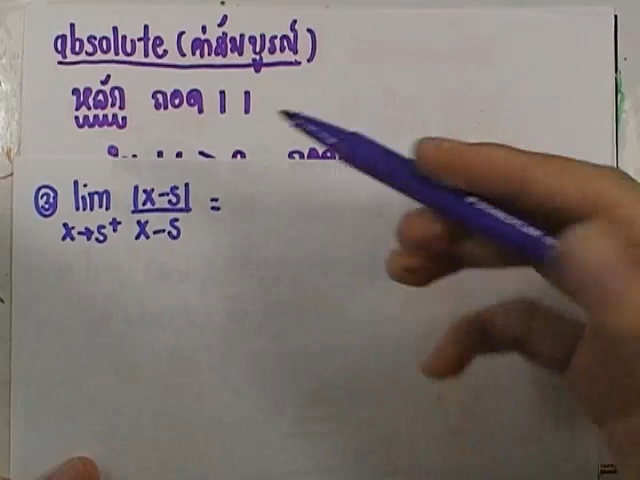 absolute (ค่าสัมบูรณ์)
หลัก ถอด | |
③ lim |x-5| / x-5 =
x→5⁺